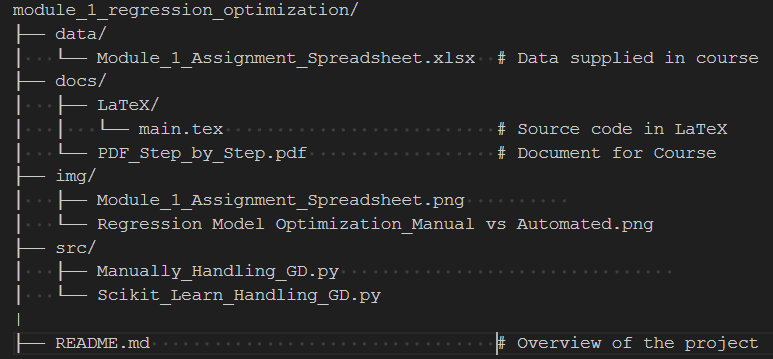 module_1_regression_optimization/
├── data/
│   └── Module_1_Assignment_Spreadsheet.xlsx  # Data supplied in course
├── docs/
│   ├── LaTeX/
│   │   └── main.tex                          # Source code in LaTeX
│   └── PDF_Step_by_Step.pdf                  # Document for Course
├── img/
│   ├── Module_1_Assignment_Spreadsheet.png
│   └── Regression Model Optimization_Manual vs Automated.png
├── src/
│   ├── Manually_Handling_GD.py
│   └── Scikit_Learn_Handling_GD.py
|
├── README.md                                 # Overview of the project